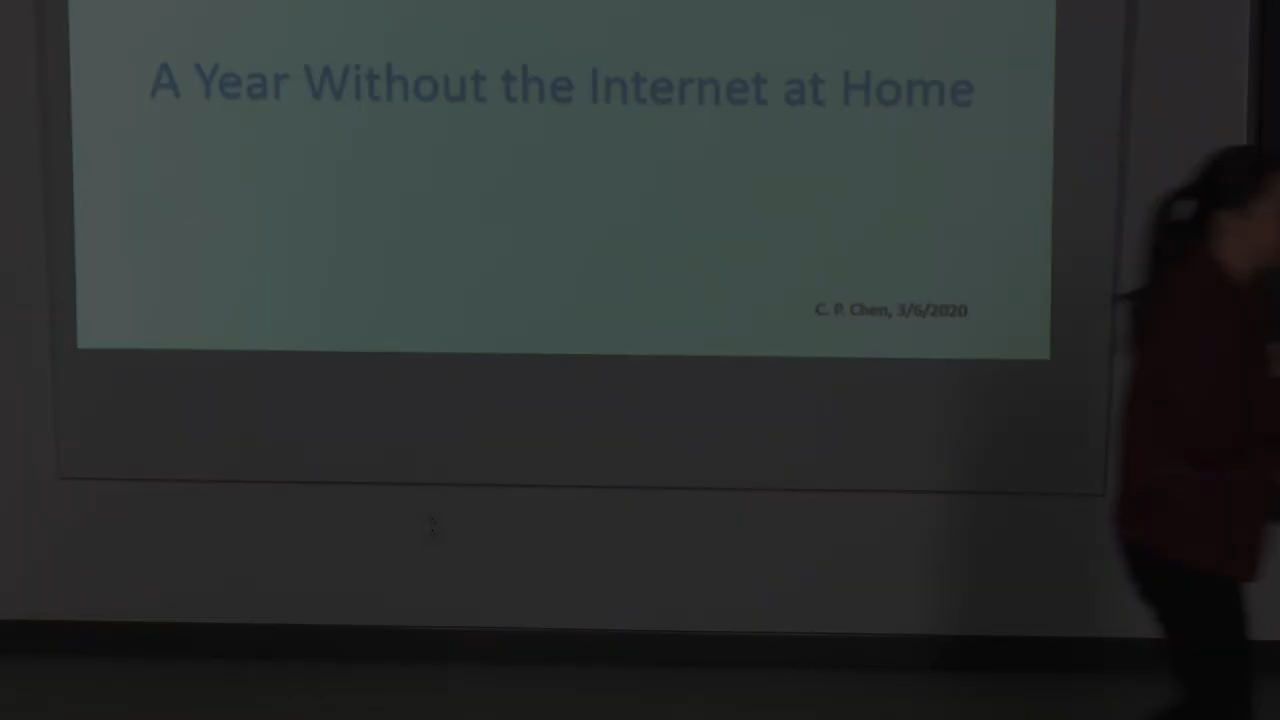 A Year Without the Internet at Home
C. P. Chen, 3/6/2020